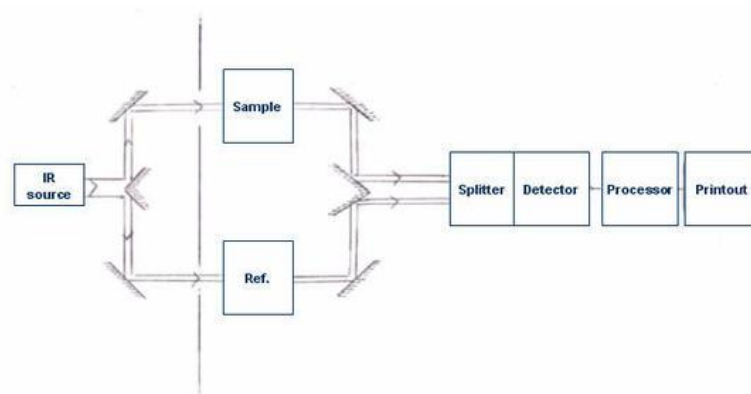 Sample
IR
source
Splitter
Detector
Processor
Printout
Ref.